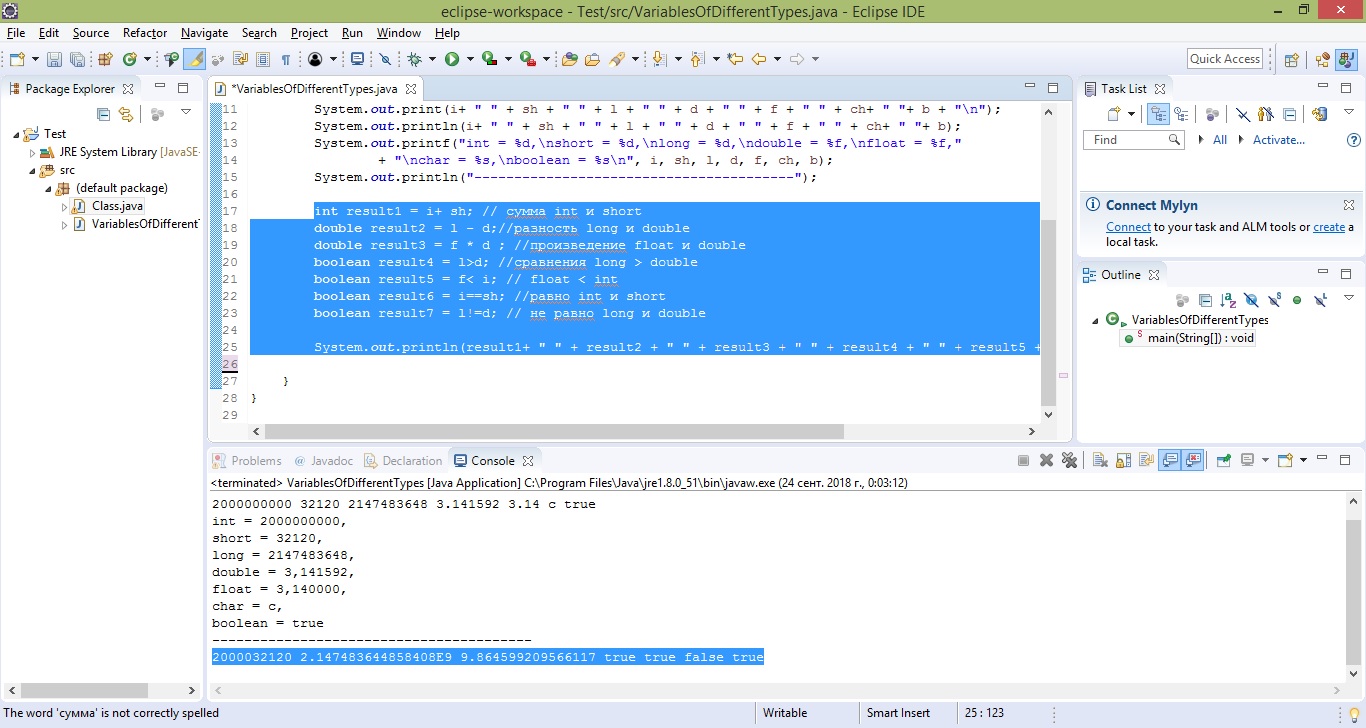 eclipse-workspace - Test/src/VariablesOfDifferentTypes.java - Eclipse IDE
File Edit Source Refactor Navigate Search Project Run Window Help
Quick Access
Package Explorer
Test
JRE System Library [JavaSE-
src
(default package)
Class.java
VariablesOfDifferentT
*VariablesOfDifferentTypes.java
11 System.out.print(i+ " " + sh + " " + l + " " + d + " " + f + " " + ch+ " "+ b + "\n");
12 System.out.println(i+ " " + sh + " " + l + " " + d + " " + f + " " + ch+ " "+ b);
13 System.out.printf("int = %d,\nshort = %d,\nlong = %d,\ndouble = %f,\nfloat = %f,"
14 + "\nchar = %s,\nboolean = %s\n", i, sh, l, d, f, ch, b);
15 System.out.println("----------------------------------------");
16
17 int result1 = i+ sh; // сумма int и short
18 double result2 = l - d;//разность long и double
19 double result3 = f * d ; //произведение float и double
20 boolean result4 = l>d; //сравнения long > double
21 boolean result5 = f< i; // float < int
22 boolean result6 = i==sh; //равно int и short
23 boolean result7 = l!=d; // не равно long и double
24
25 System.out.println(result1+ " " + result2 + " " + result3 + " " + result4 + " " + result5 +
26
27 }
28 }
29
Task List
Find All Activate...
Connect Mylyn
Connect to your task and ALM tools or create a
local task.
Outline
VariablesOfDifferentTypes
main(String[]) : void
Problems Javadoc Declaration Console
<terminated> VariablesOfDifferentTypes [Java Application] C:\Program Files\Java\jre1.8.0_51\bin\javaw.exe (24 сент. 2018 г., 0:03:12)
2000000000 32120 2147483648 3.141592 3.14 c true
int = 2000000000,
short = 32120,
long = 2147483648,
double = 3,141592,
float = 3,140000,
char = c,
boolean = true
----------------------------------------
2000032120 2.147483644858408E9 9.864599209566117 true true false true
The word 'сумма' is not correctly spelled
Writable Smart Insert 25 : 123